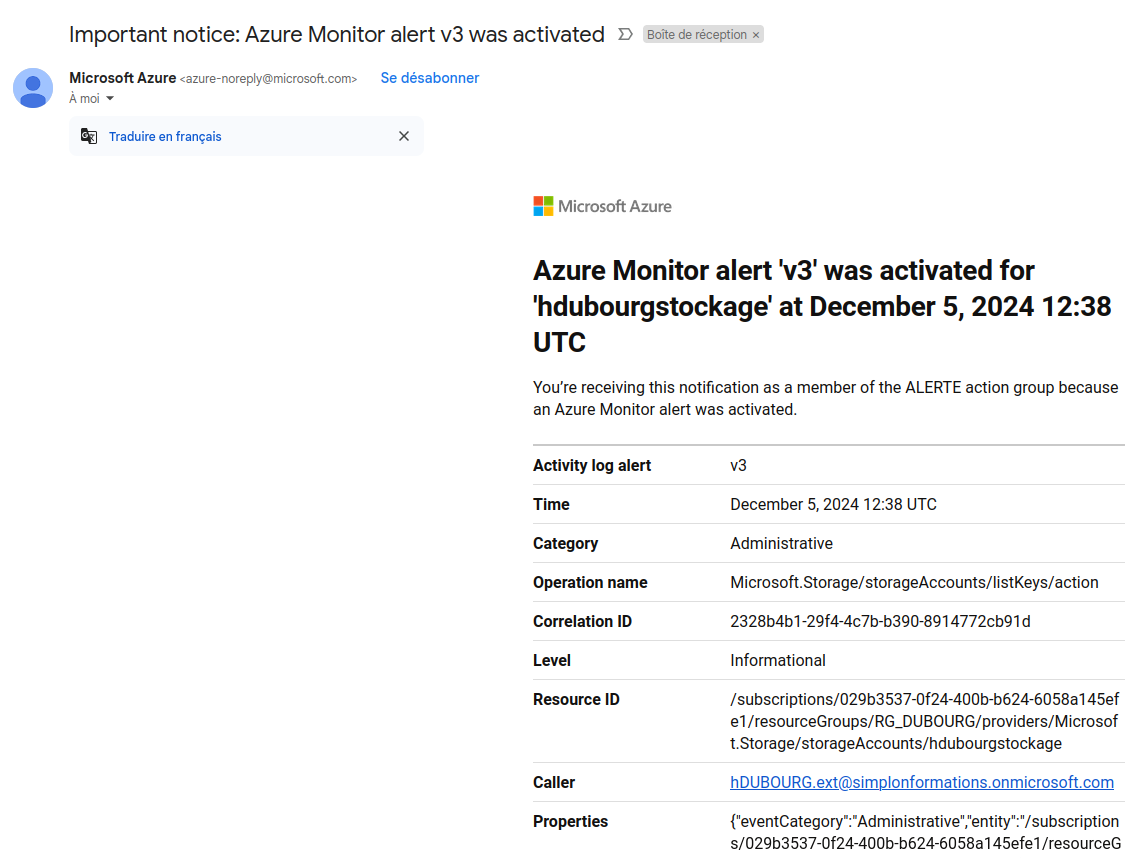 Important notice: Azure Monitor alert v3 was activated Boîte de réception ×
Microsoft Azure <azure-noreply@microsoft.com> Se désabonner
À moi
Traduire en français
Microsoft Azure
Azure Monitor alert 'v3' was activated for
'hdubourgstockage' at December 5, 2024 12:38
UTC
You’re receiving this notification as a member of the ALERTE action group because
an Azure Monitor alert was activated.
Activity log alert v3
Time December 5, 2024 12:38 UTC
Category Administrative
Operation name Microsoft.Storage/storageAccounts/listKeys/action
Correlation ID 2328b4b1-29f4-4c7b-b390-8914772cb91d
Level Informational
Resource ID /subscriptions/029b3537-0f24-400b-b624-6058a145ef
e1/resourceGroups/RG_DUBOURG/providers/Microsof
t.Storage/storageAccounts/hdubourgstockage
Caller hDUBOURG.ext@simplonformations.onmicrosoft.com
Properties {"eventCategory":"Administrative","entity":"/subscription
s/029b3537-0f24-400b-b624-6058a145efe1/resourceG